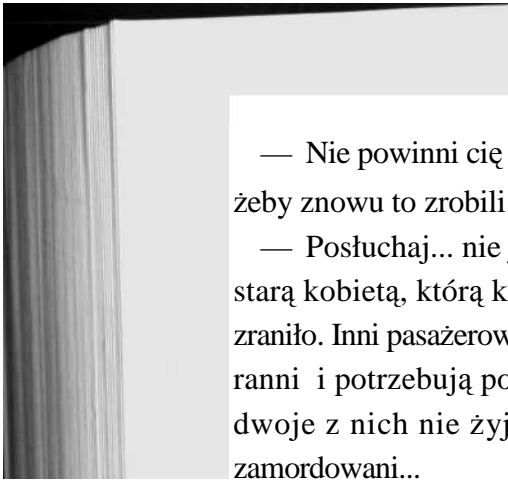 — Nie powinni cię
żeby znowu to zrobili.
— Posłuchaj... nie
starą kobietą, którą
zraniło. Inni
ranni i potrzebują
dwoje z nich nie
zamordowani...